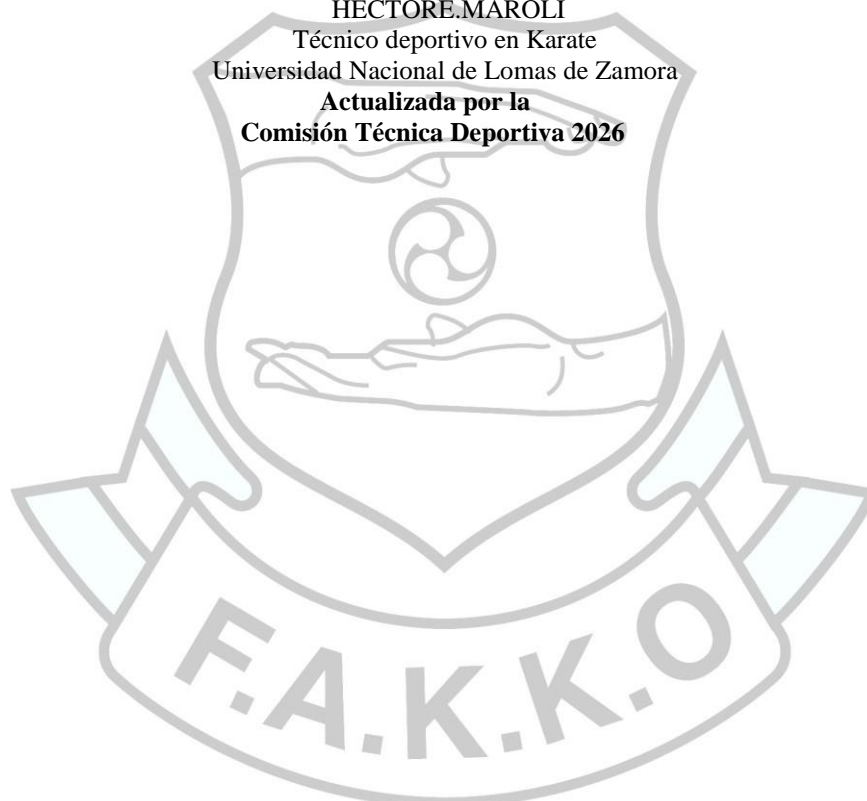 HECTORE.MAROLI
Técnico deportivo en Karate
Universidad Nacional de Lomas de Zamora
Actualizada por la
Comisión Técnica Deportiva 2026
F.A.K.K.O